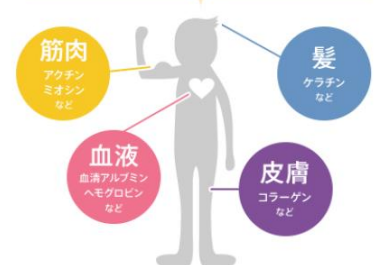 筋肉
アクチン
ミオシン
など
髪
ケラチン
など
血液
血清アルブミン
ヘモグロビン
など
皮膚
コラーゲン
など